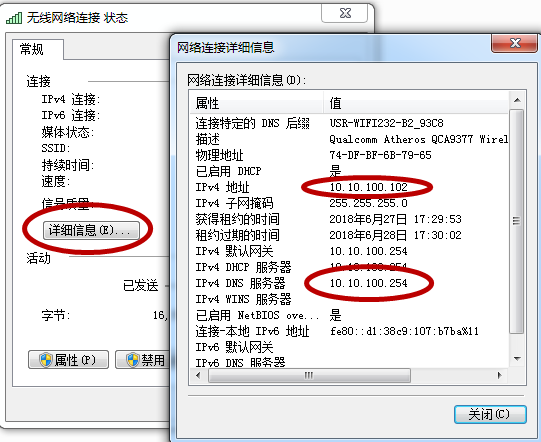 无线网络连接 状态
常规
连接
IPv4 连接:
IPv6 连接:
媒体状态:
SSID:
持续时间:
速度:
信号质量:
详细信息(E)...
活动
已发送
字节: 16,
属性(P) 禁用
网络连接详细信息
网络连接详细信息(D):
属性 值
连接特定的 DNS 后缀 USR-WIFI232-B2_93C8
描述 Qualcomm Atheros QCA9377 Wirel
物理地址 74-DF-BF-6B-79-65
已启用 DHCP 是
IPv4 地址 10.10.100.102
IPv4 子网掩码 255.255.255.0
获得租约的时间 2018年6月27日 17:29:53
租约过期的时间 2018年6月28日 17:30:02
IPv4 默认网关 10.10.100.254
IPv4 DHCP 服务器 10.10.100.254
IPv4 DNS 服务器 10.10.100.254
IPv4 WINS 服务器
已启用 NetBIOS ove... 是
连接-本地 IPv6 地址 fe80::d1:38c9:107:b7ba%11
IPv6 默认网关
IPv6 DNS 服务器
关闭(C)